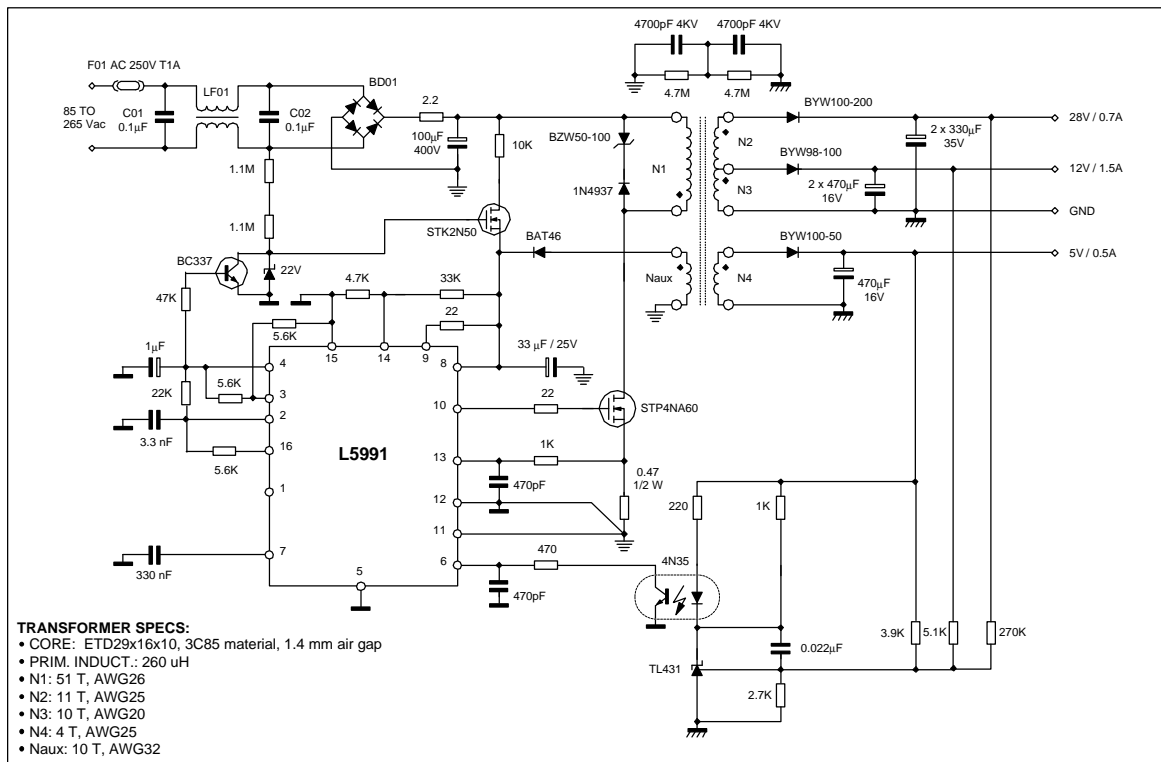 4700pF 4KV 4700pF 4KV
4.7M 4.7M
F01 AC 250V T1A
LF01
BD01
85 TO
265 Vac
C01
0.1µF
C02
0.1µF
2.2
100µF
400V
10K
BZW50-100
1N4937
N1
N2
N3
BYW100-200
28V / 0.7A
2 x 330µF
35V
BYW98-100
12V / 1.5A
2 x 470µF
16V
GND
BYW100-50
5V / 0.5A
470µF
16V
Naux
N4
1.1M
1.1M
STK2N50
BAT46
BC337
22V
47K
4.7K
33K
5.6K
22
1µF
15
14
9
33 µF / 25V
4
8
5.6K
3
22K
2
10
22
STP4NA60
3.3 nF
16
5.6K
L5991
13
1K
470pF
0.47
1/2 W
1
12
11
220
1K
7
330 nF
6
470
4N35
5
470pF
3.9K
5.1K
270K
0.022µF
TL431
2.7K
TRANSFORMER SPECS:
• CORE: ETD29x16x10, 3C85 material, 1.4 mm air gap
• PRIM. INDUCT.: 260 uH
• N1: 51 T, AWG26
• N2: 11 T, AWG25
• N3: 10 T, AWG20
• N4: 4 T, AWG25
• Naux: 10 T, AWG32